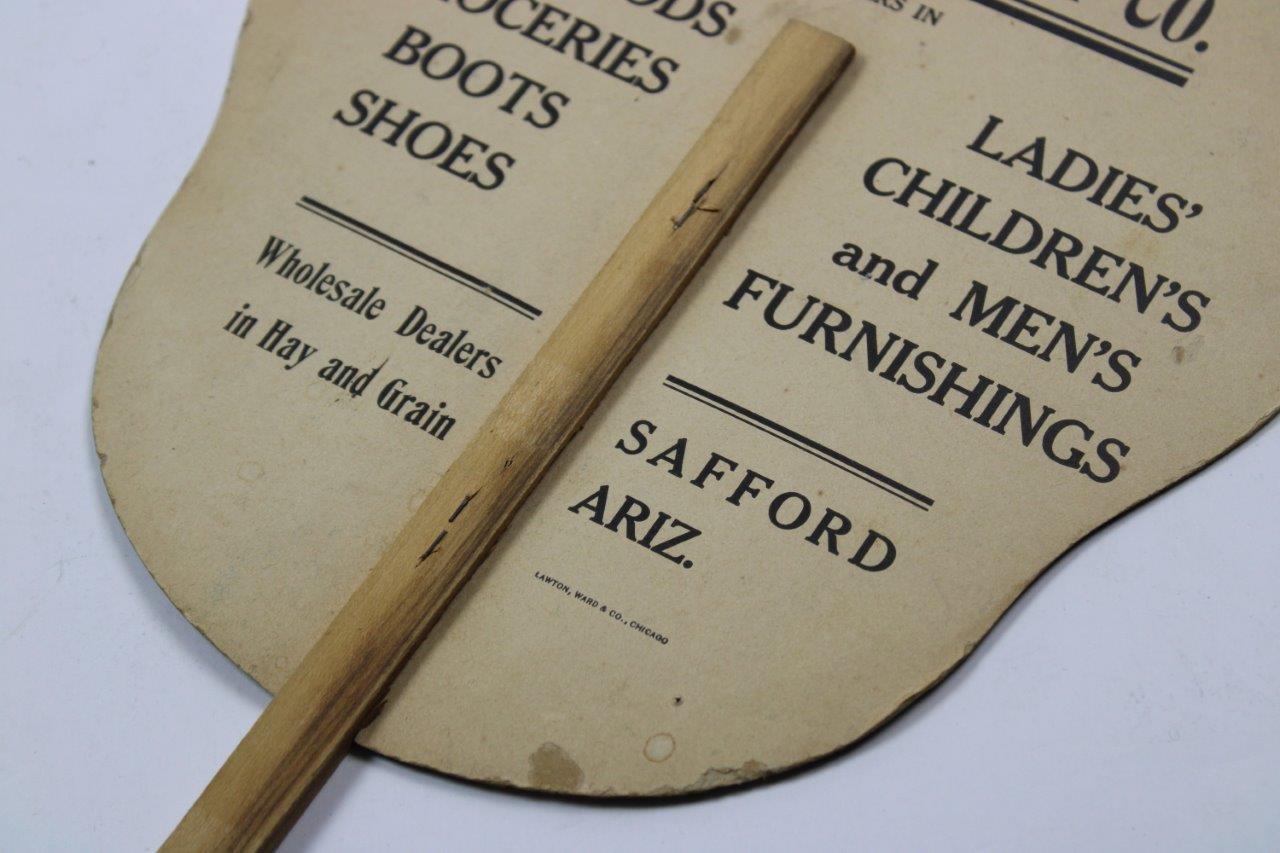 CO.
IN
BOOTS
SHOES
Wholesale Dealers
in Hay and Grain
LADIES'
CHILDREN'S
and MEN'S
FURNISHINGS
SAFFORD
ARIZ.
LAWTON, WARD & CO., CHICAGO